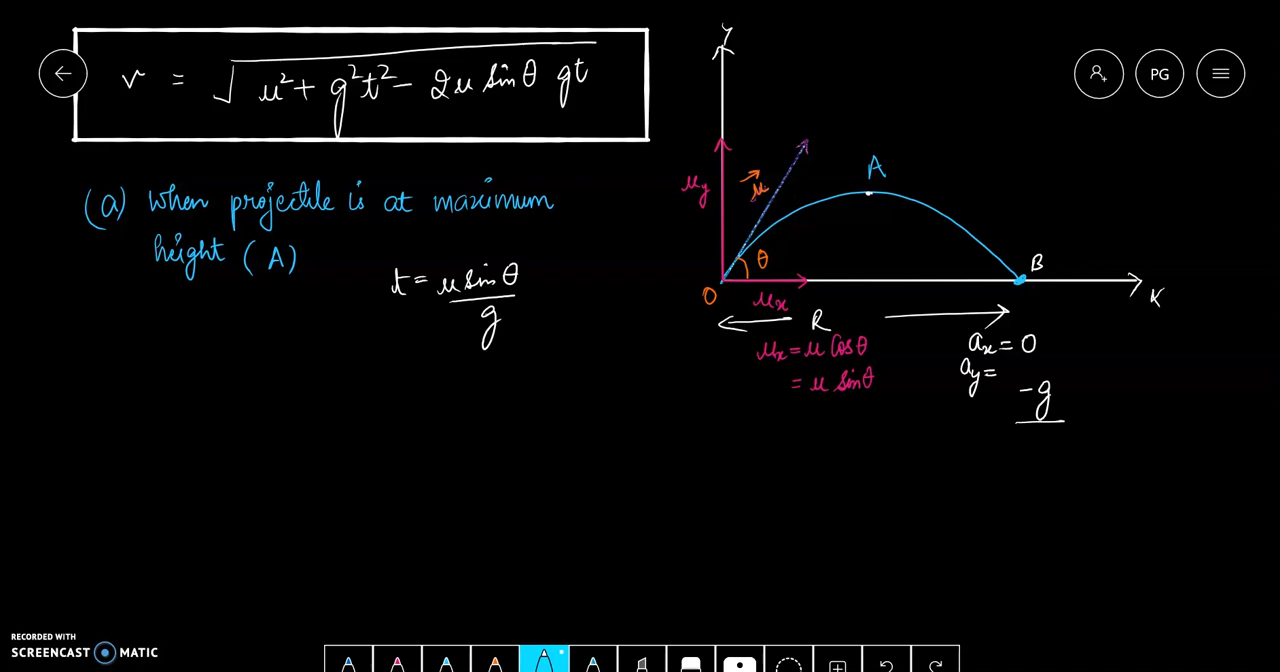 v = √(u² + g²t² - 2u sinθ gt)
(a) when projectile is at maximum
height (A)
t = u sinθ / g
PG
Y
A
uy
u⃗
θ
B
O
ux
X
R
ux = u Cosθ
= u sinθ
ax = 0
ay =
-g
RECORDED WITH
SCREENCAST MATIC